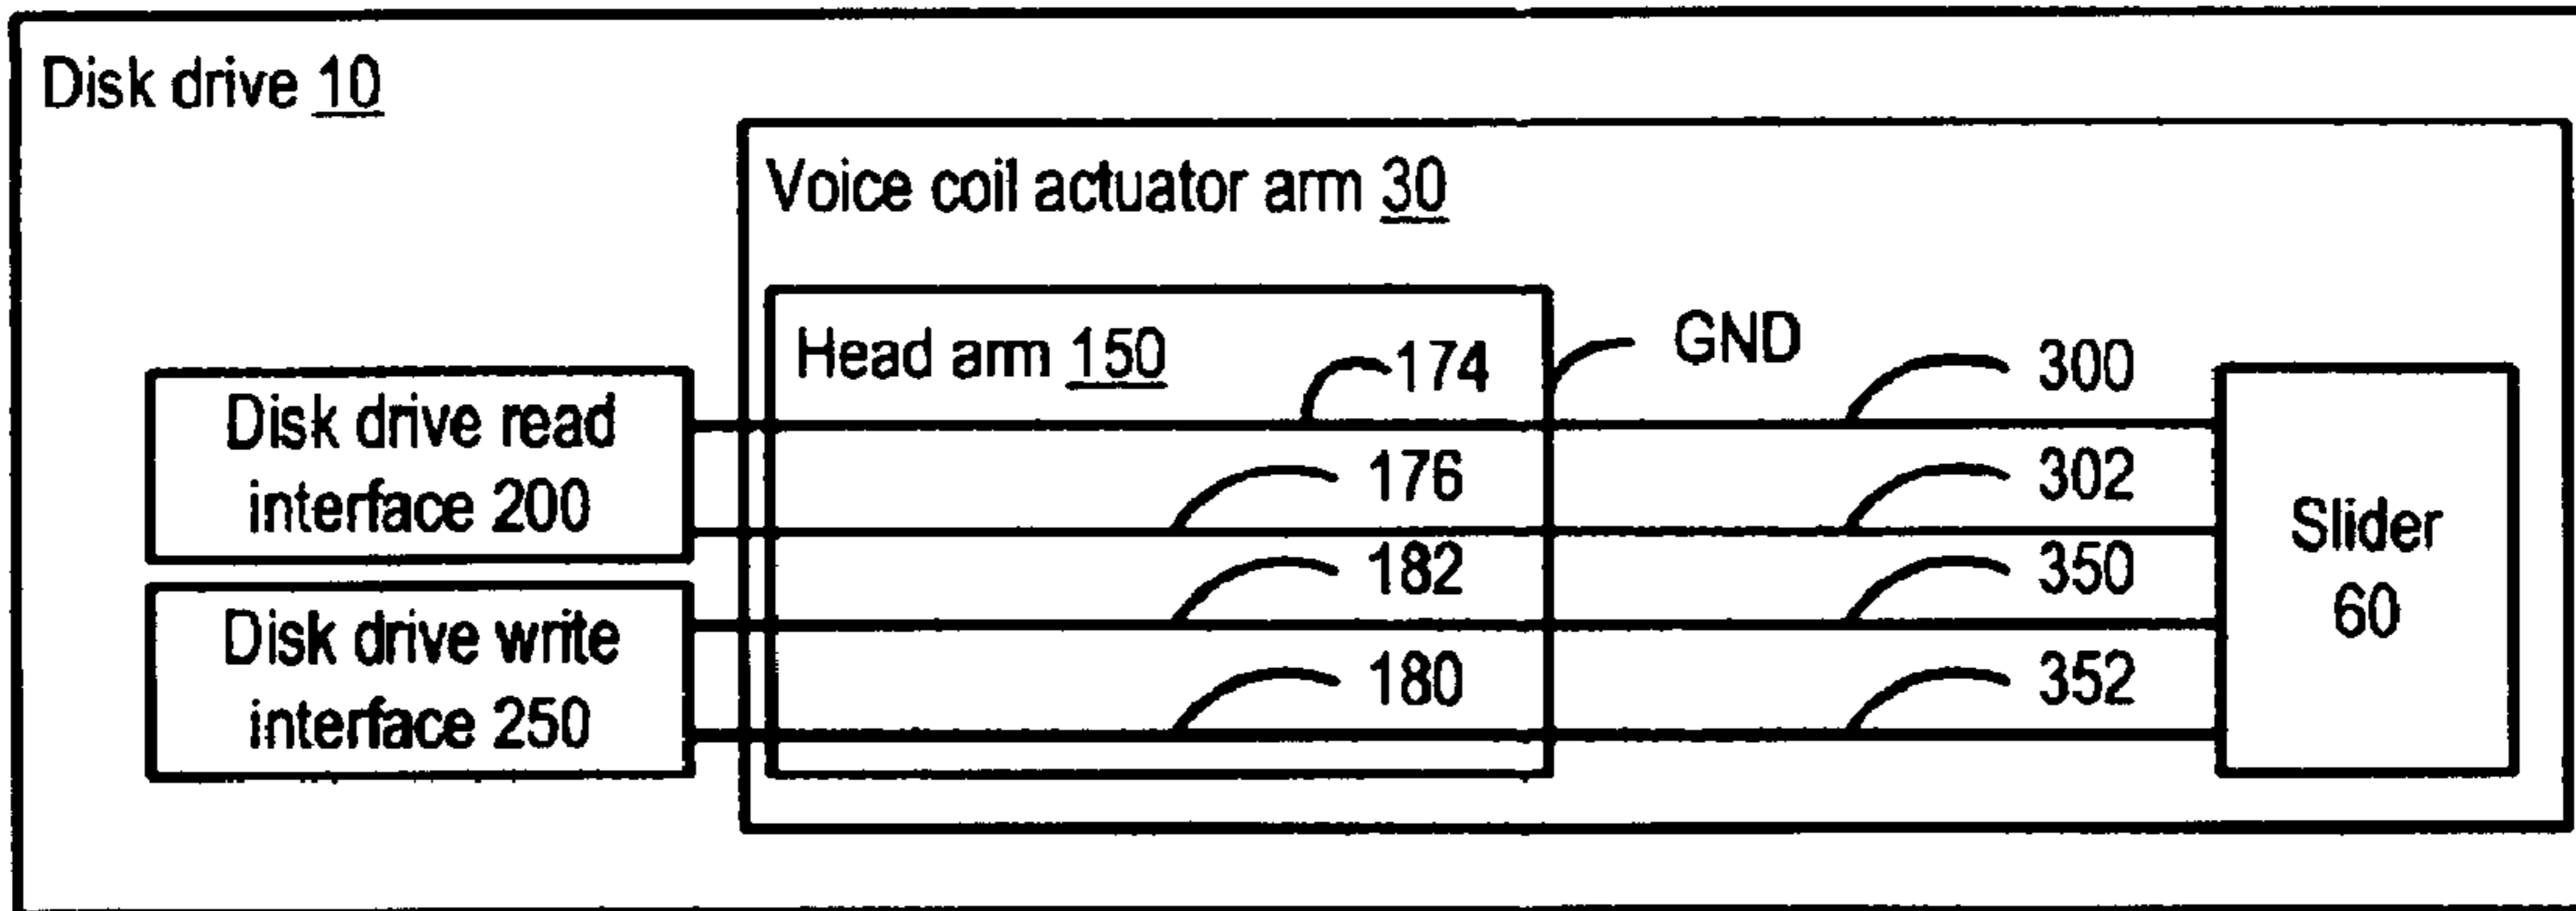 Disk drive 10
Voice coil actuator arm 30
Head arm 150
174
GND
300
Disk drive read
interface 200
176
302
Slider
60
182
350
Disk drive write
interface 250
180
352